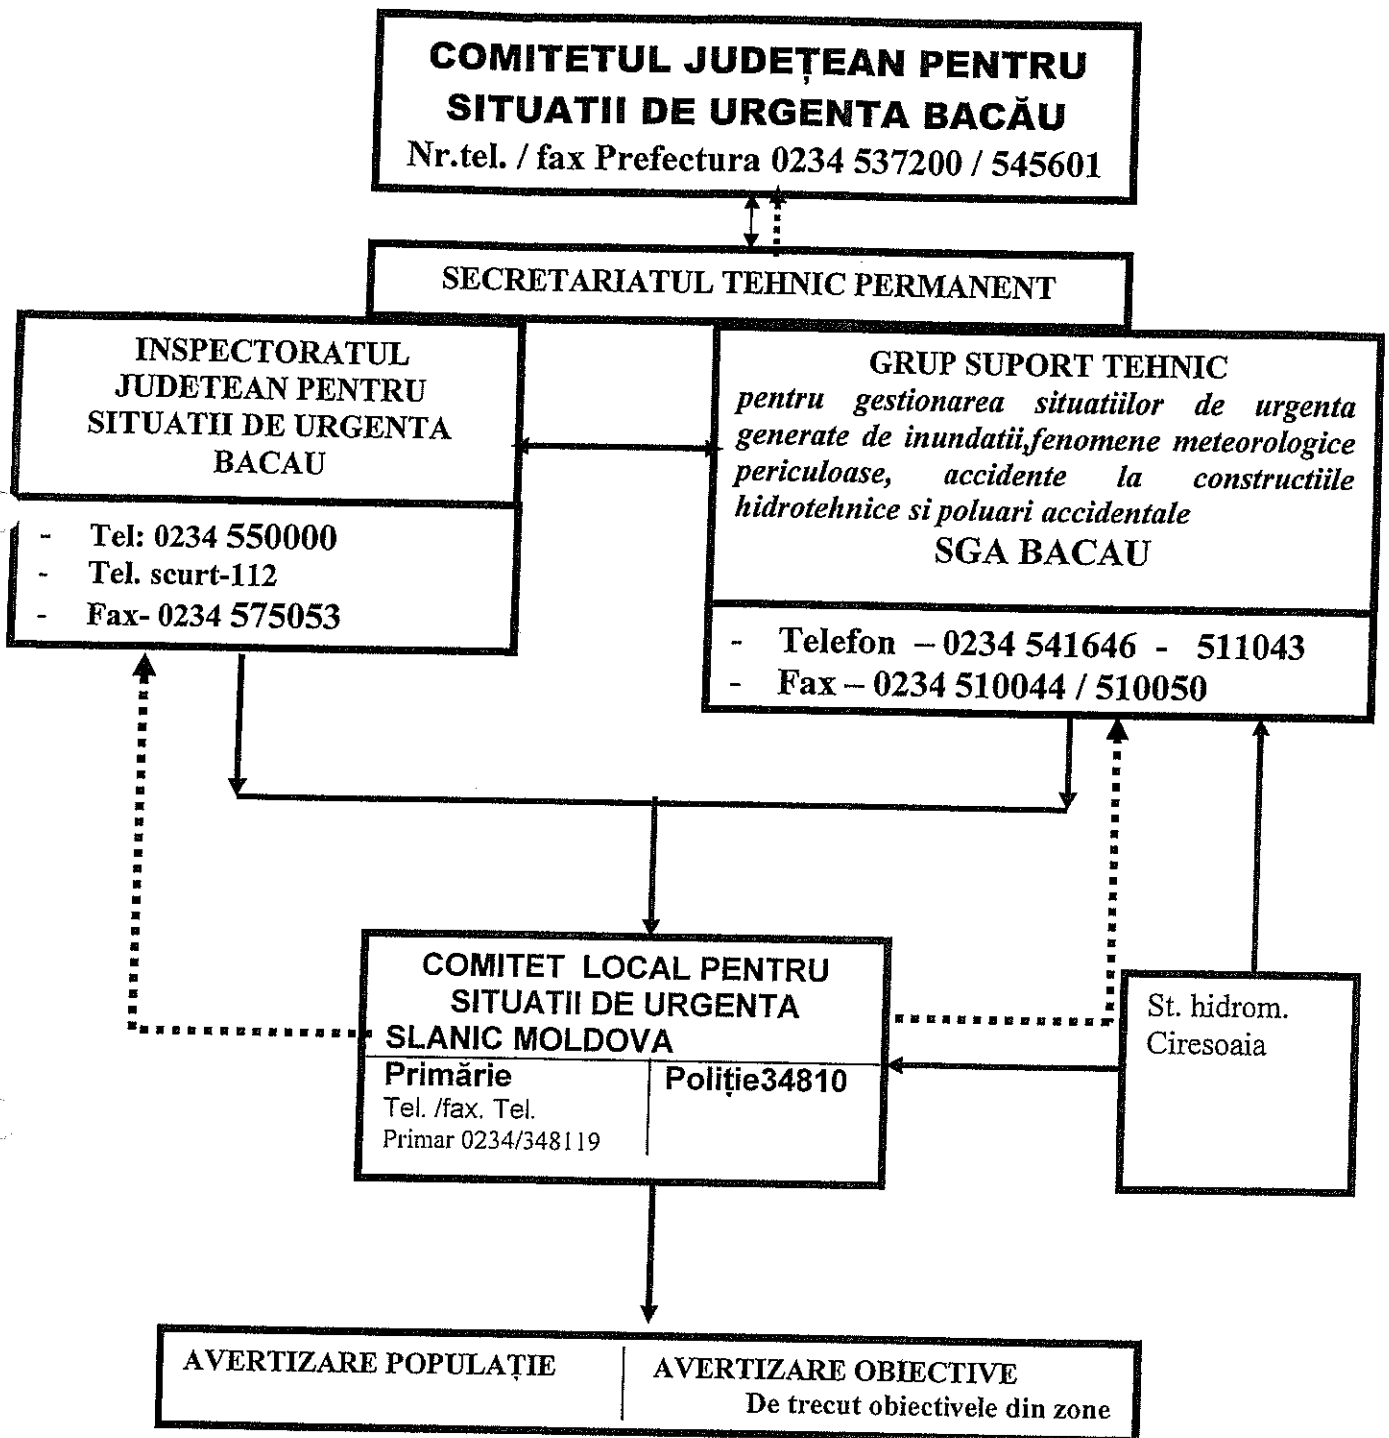 COMITETUL JUDEȚEAN PENTRU
SITUATII DE URGENTA BACĂU
Nr.tel. / fax Prefectura 0234 537200 / 545601
SECRETARIATUL TEHNIC PERMANENT
INSPECTORATUL
JUDETEAN PENTRU
SITUATII DE URGENTA
BACAU
- Tel: 0234 550000
- Tel. scurt-112
- Fax- 0234 575053
GRUP SUPORT TEHNIC
pentru gestionarea situatiilor de urgenta
generate de inundatii,fenomene meteorologice
periculoase, accidente la constructiile
hidrotehnice si poluari accidentale
SGA BACAU
- Telefon – 0234 541646 - 511043
- Fax – 0234 510044 / 510050
COMITET LOCAL PENTRU
SITUATII DE URGENTA
SLANIC MOLDOVA
Primărie
Tel. /fax. Tel.
Primar 0234/348119
Poliție34810
St. hidrom.
Ciresoaia
AVERTIZARE POPULAȚIE
AVERTIZARE OBIECTIVE
De trecut obiectivele din zone